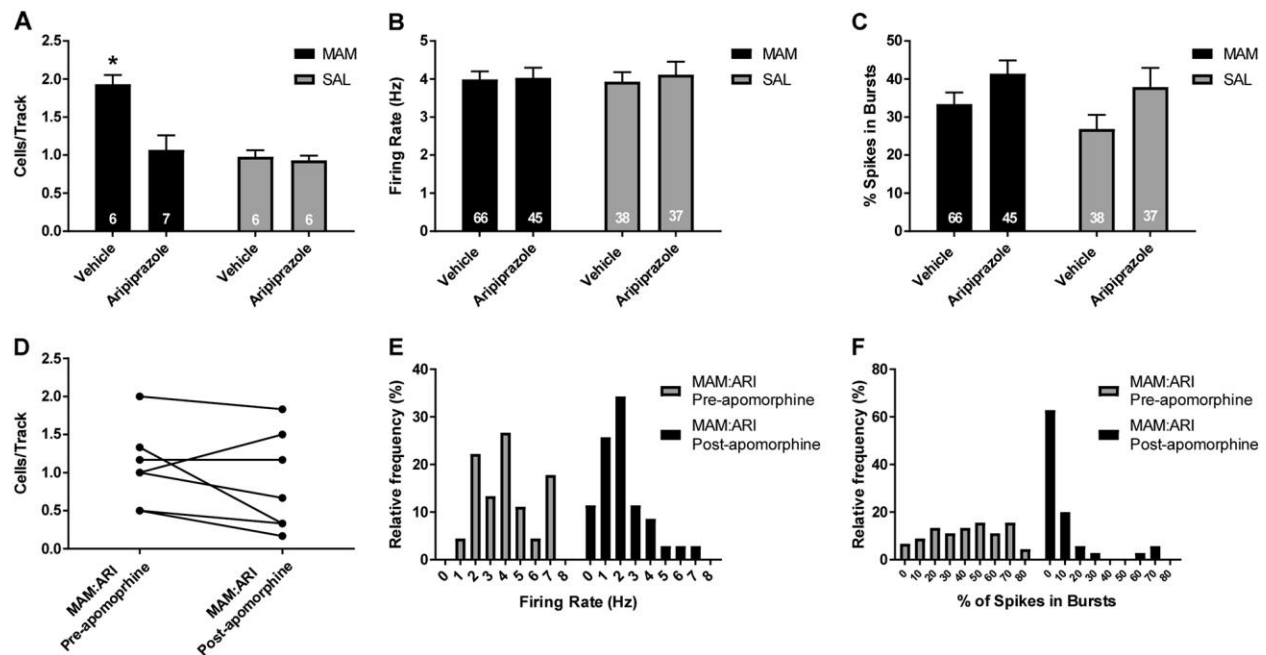 A
Cells/Track
2.5
2.0
1.5
1.0
0.5
0.0
*
MAM
SAL
6
7
6
6
Vehicle
Aripiprazole
Vehicle
Aripiprazole
B
Firing Rate (Hz)
6
4
2
0
MAM
SAL
66
45
38
37
Vehicle
Aripiprazole
Vehicle
Aripiprazole
C
% Spikes in Bursts
50
40
30
20
10
0
MAM
SAL
66
45
38
37
Vehicle
Aripiprazole
Vehicle
Aripiprazole
D
Cells/Track
2.5
2.0
1.5
1.0
0.5
0.0
MAM:ARI
Pre-apomoprhine
MAM:ARI
Post-apomorphine
E
Relative frequency (%)
40
30
20
10
0
MAM:ARI
Pre-apomorphine
MAM:ARI
Post-apomorphine
0 1 2 3 4 5 6 7 8 0 1 2 3 4 5 6 7 8
Firing Rate (Hz)
F
Relative frequency (%)
80
60
40
20
0
MAM:ARI
Pre-apomorphine
MAM:ARI
Post-apomorphine
0 10 20 30 40 50 60 70 80 0 10 20 30 40 50 60 70 80
% of Spikes in Bursts